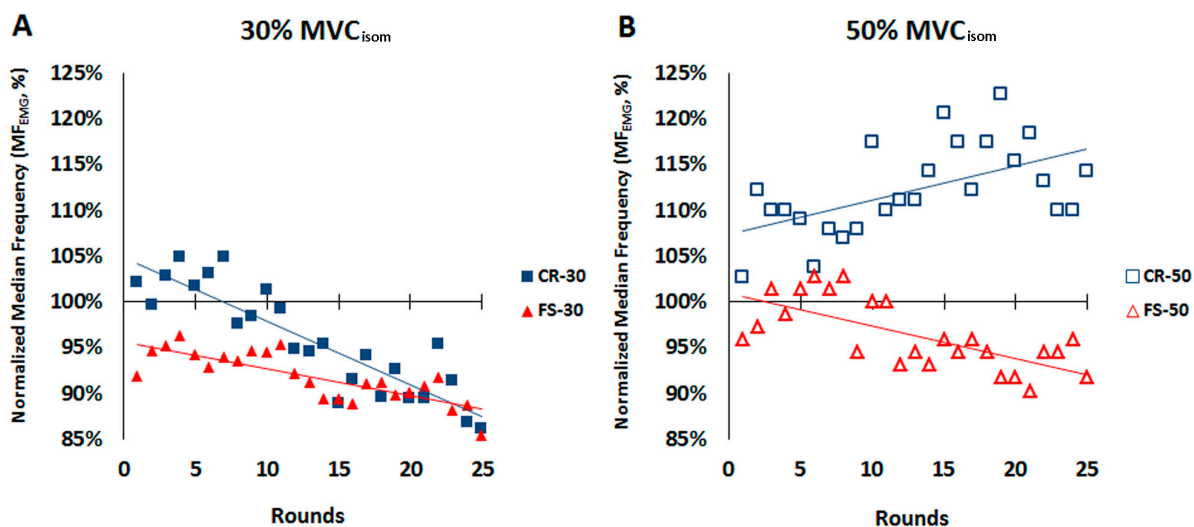 A
30% MVCisom
Normalized Median Frequency (MFEMG, %)
125%
120%
115%
110%
105%
100%
95%
90%
85%
0 5 10 15 20 25
Rounds
CR-30
FS-30
B
50% MVCisom
Normalized Median Frequency (MFEMG, %)
125%
120%
115%
110%
105%
100%
95%
90%
85%
0 5 10 15 20 25
Rounds
CR-50
FS-50